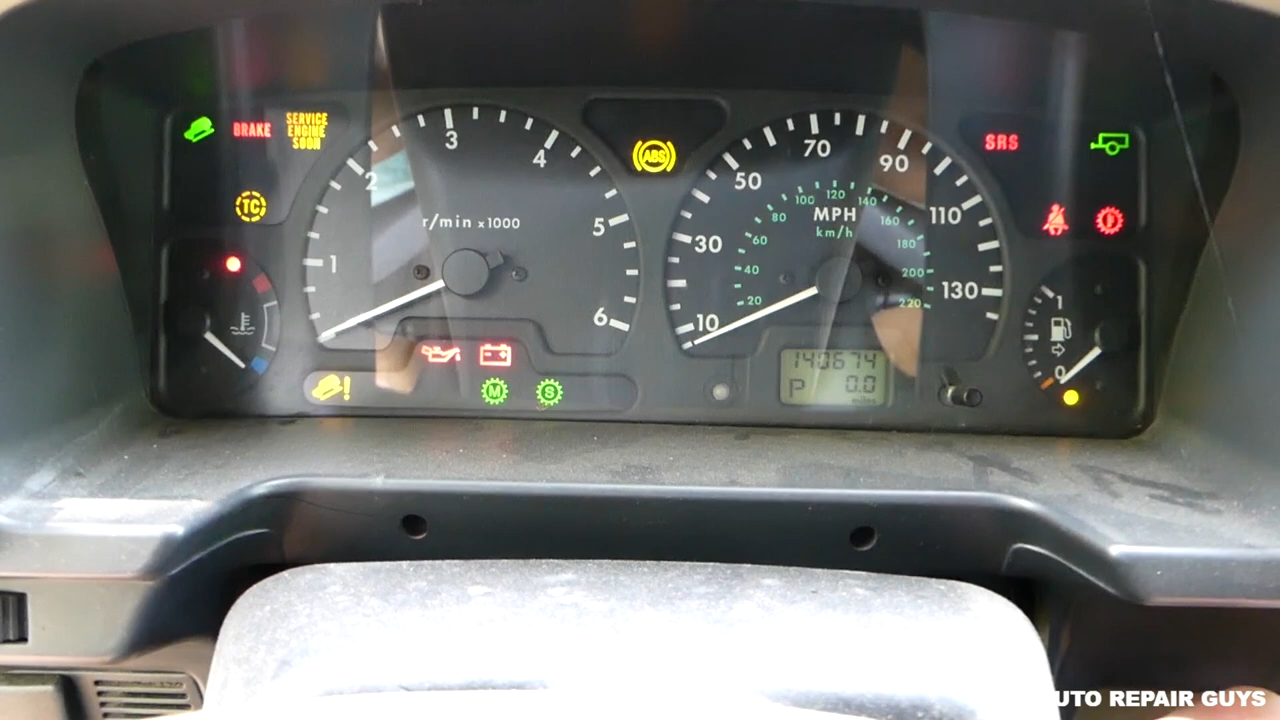 BRAKE
SERVICE
ENGINE
SOON
TC
1
2
3
4
5
6
r/min x1000
ABS
10
30
50
70
90
110
130
MPH
km/h
20
40
60
80
100
120
140
160
180
200
220
SRS
1
0
M
S
140674
P 0.0
miles
UTO REPAIR GUYS